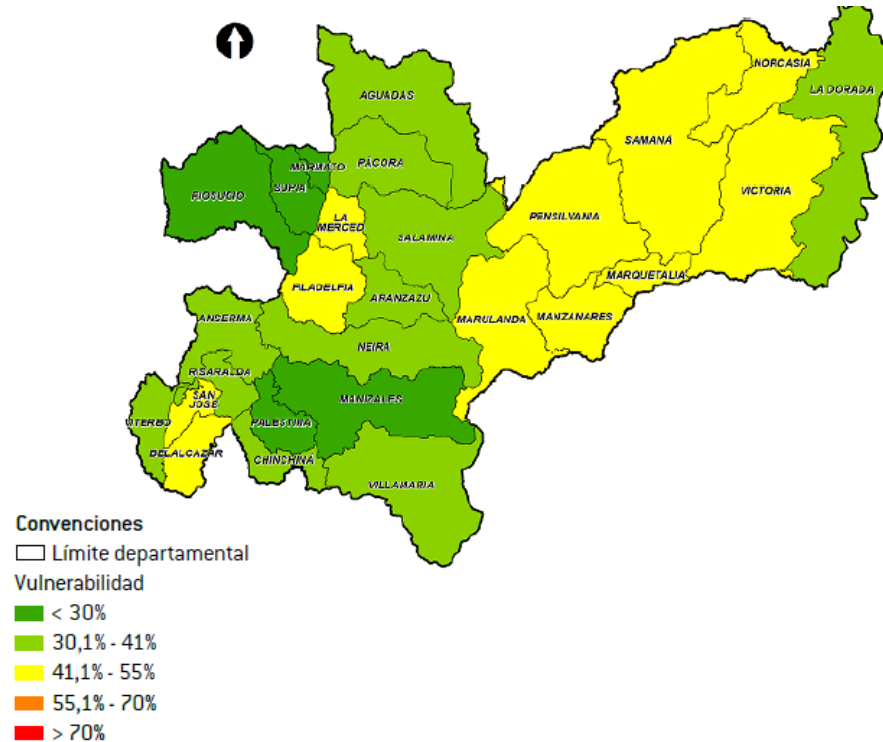 NORCASIA
LA DORADA
AGUADAS
SAMANÁ
MARMATO
PÁCORA
RIOSUCIO
SUPIA
VICTORIA
LA
MERCED
PENSILVANIA
SALAMINA
MARQUETALIA
FILADELFIA
ARANZAZU
ANSERMA
MARULANDA
MANZANARES
NEIRA
RISARALDA
SAN
JOSÉ
MANIZALES
VITERBO
PALESTINA
BELALCAZAR
CHINCHINÁ
VILLAMARIA
Convenciones
Límite departamental
Vulnerabilidad
< 30%
30,1% - 41%
41,1% - 55%
55,1% - 70%
> 70%